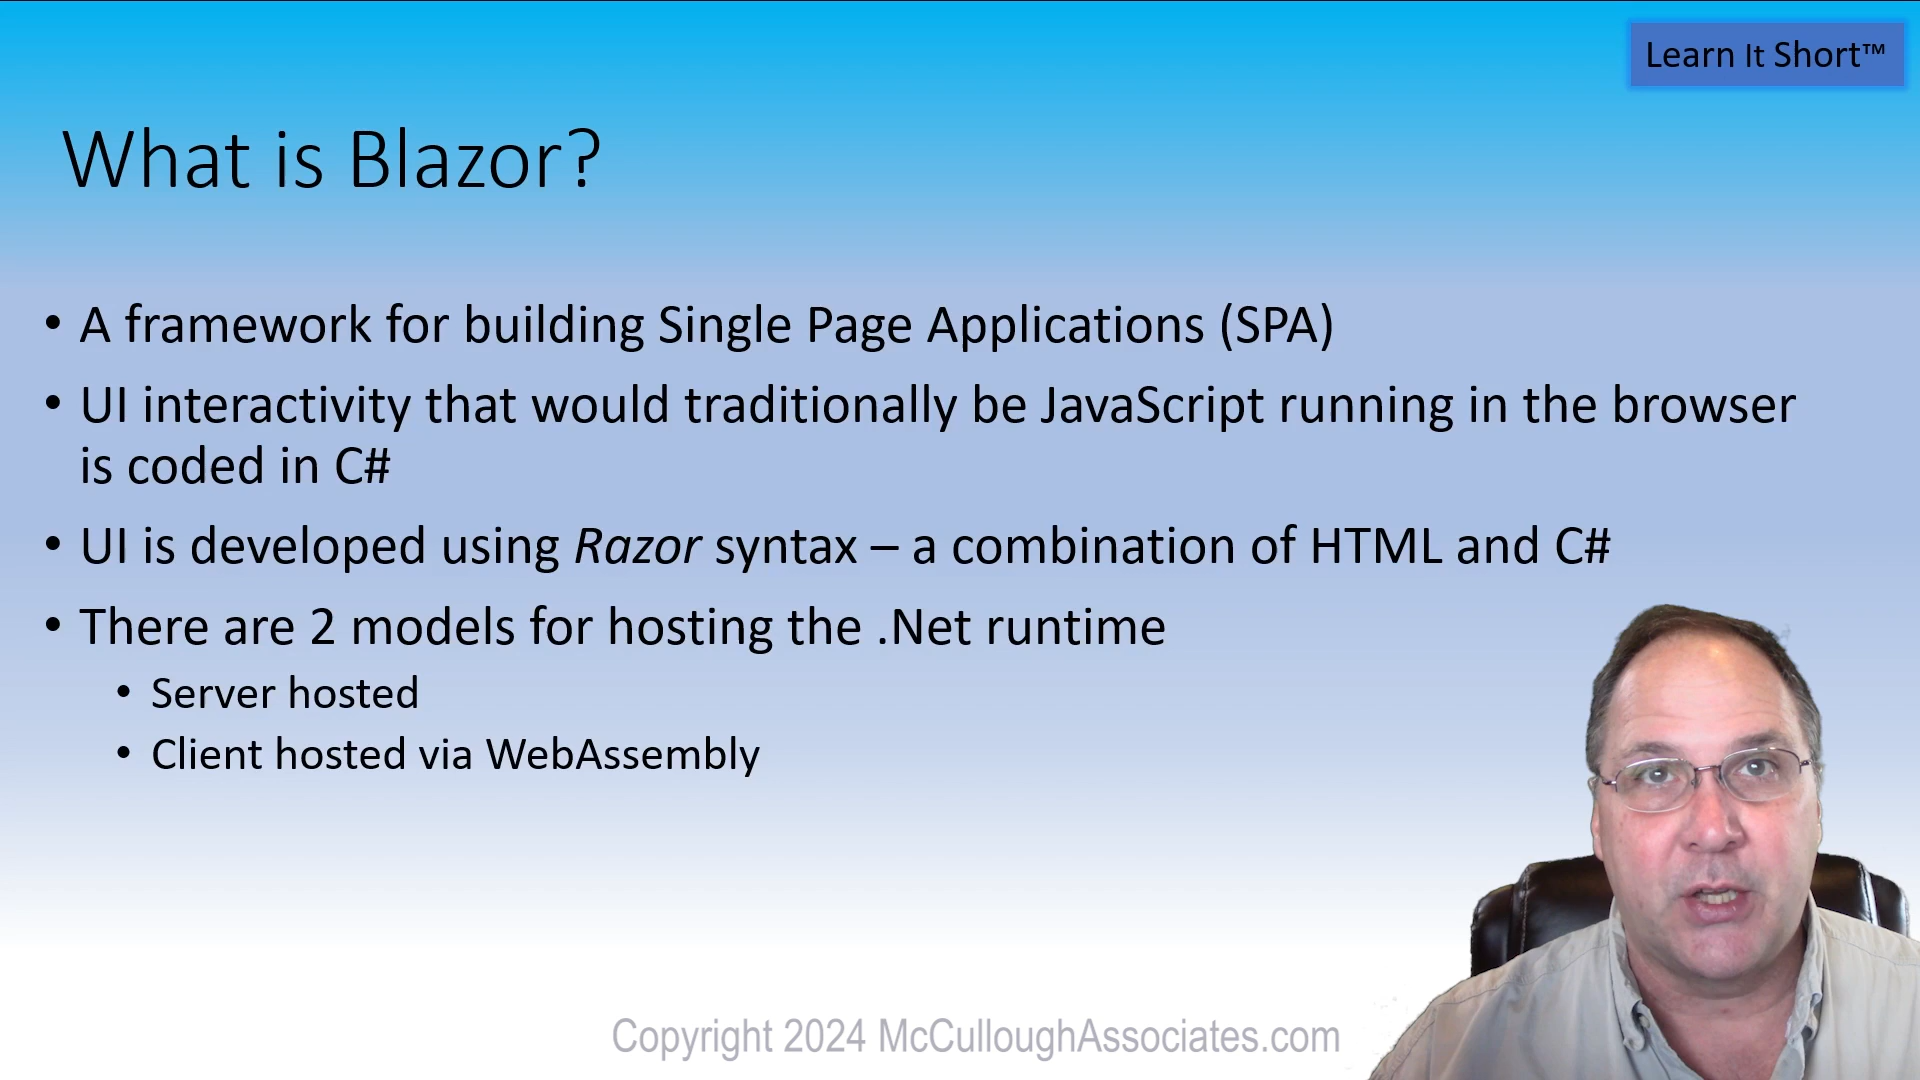 Learn It Short™
What is Blazor?
• A framework for building Single Page Applications (SPA)
• UI interactivity that would traditionally be JavaScript running in the browser
is coded in C#
• UI is developed using Razor syntax – a combination of HTML and C#
• There are 2 models for hosting the .Net runtime
• Server hosted
• Client hosted via WebAssembly
Copyright 2024 McCulloughAssociates.com